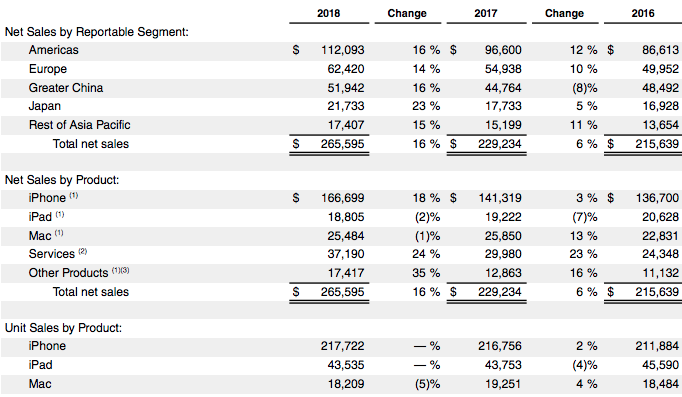 2018 Change 2017 Change 2016
Net Sales by Reportable Segment:
Americas $ 112,093 16 % $ 96,600 12 % $ 86,613
Europe 62,420 14 % 54,938 10 % 49,952
Greater China 51,942 16 % 44,764 (8)% 48,492
Japan 21,733 23 % 17,733 5 % 16,928
Rest of Asia Pacific 17,407 15 % 15,199 11 % 13,654
Total net sales $ 265,595 16 % $ 229,234 6 % $ 215,639
Net Sales by Product:
iPhone (1) $ 166,699 18 % $ 141,319 3 % $ 136,700
iPad (1) 18,805 (2)% 19,222 (7)% 20,628
Mac (1) 25,484 (1)% 25,850 13 % 22,831
Services (2) 37,190 24 % 29,980 23 % 24,348
Other Products (1)(3) 17,417 35 % 12,863 16 % 11,132
Total net sales $ 265,595 16 % $ 229,234 6 % $ 215,639
Unit Sales by Product:
iPhone 217,722 — % 216,756 2 % 211,884
iPad 43,535 — % 43,753 (4)% 45,590
Mac 18,209 (5)% 19,251 4 % 18,484